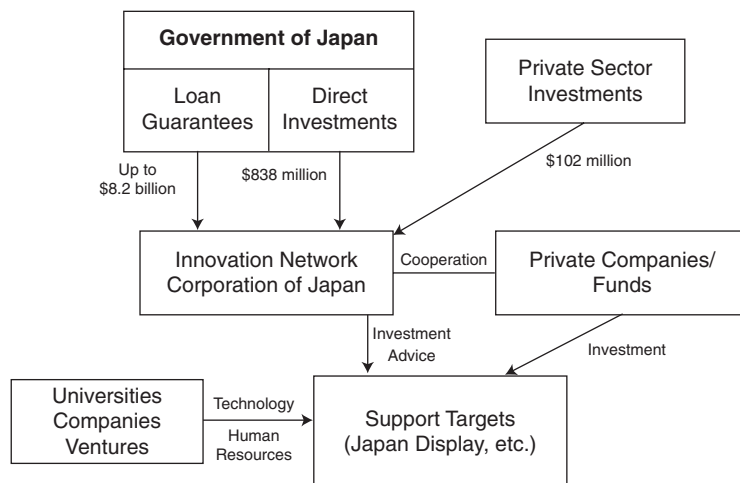 Government of Japan
Loan
Guarantees
Direct
Investments
Private Sector
Investments
Up to
$8.2 billion
$838 million
$102 million
Innovation Network
Corporation of Japan
Cooperation
Private Companies/
Funds
Investment
Advice
Investment
Universities
Companies
Ventures
Technology
Human
Resources
Support Targets
(Japan Display, etc.)